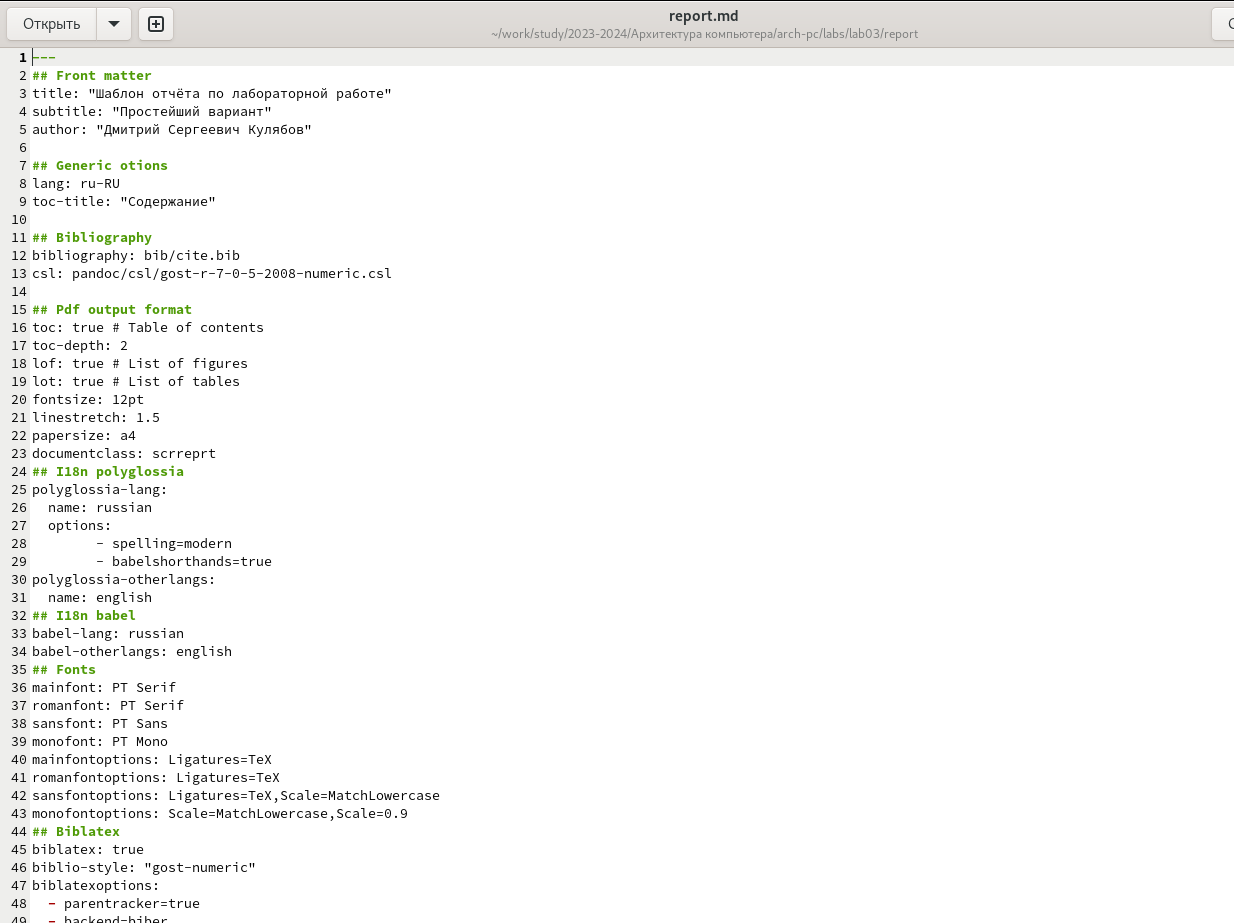 Открыть
report.md
~/work/study/2023-2024/Архитектура компьютера/arch-pc/labs/lab03/report
1 ---
2 ## Front matter
3 title: "Шаблон отчёта по лабораторной работе"
4 subtitle: "Простейший вариант"
5 author: "Дмитрий Сергеевич Кулябов"
6
7 ## Generic otions
8 lang: ru-RU
9 toc-title: "Содержание"
10
11 ## Bibliography
12 bibliography: bib/cite.bib
13 csl: pandoc/csl/gost-r-7-0-5-2008-numeric.csl
14
15 ## Pdf output format
16 toc: true # Table of contents
17 toc-depth: 2
18 lof: true # List of figures
19 lot: true # List of tables
20 fontsize: 12pt
21 linestretch: 1.5
22 papersize: a4
23 documentclass: scrreprt
24 ## I18n polyglossia
25 polyglossia-lang:
26   name: russian
27   options:
28         - spelling=modern
29         - babelshorthands=true
30 polyglossia-otherlangs:
31   name: english
32 ## I18n babel
33 babel-lang: russian
34 babel-otherlangs: english
35 ## Fonts
36 mainfont: PT Serif
37 romanfont: PT Serif
38 sansfont: PT Sans
39 monofont: PT Mono
40 mainfontoptions: Ligatures=TeX
41 romanfontoptions: Ligatures=TeX
42 sansfontoptions: Ligatures=TeX,Scale=MatchLowercase
43 monofontoptions: Scale=MatchLowercase,Scale=0.9
44 ## Biblatex
45 biblatex: true
46 biblio-style: "gost-numeric"
47 biblatexoptions:
48   - parentracker=true
49   - backend=biber